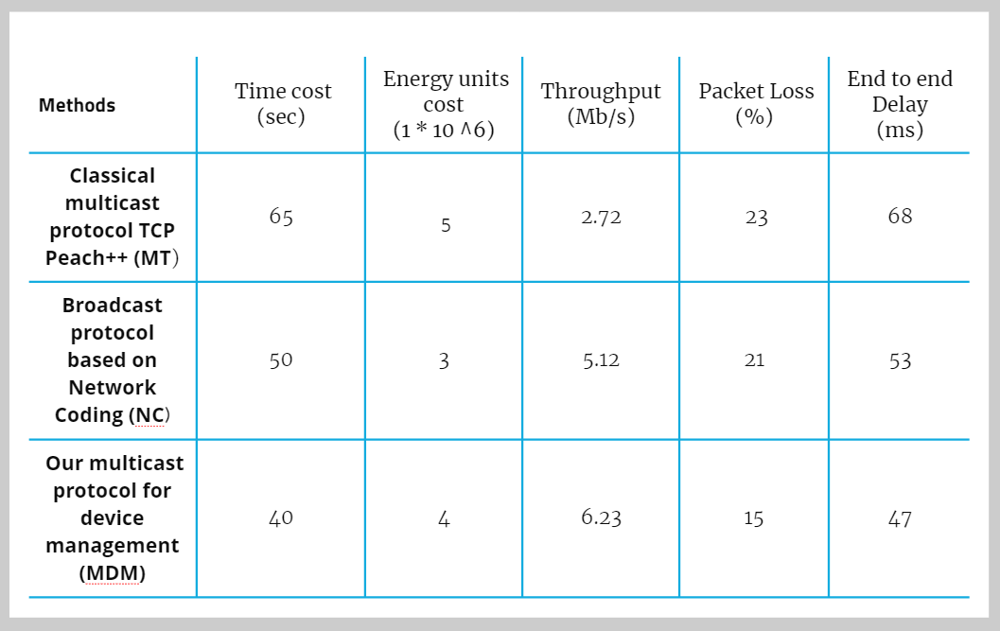 Methods
Time cost
(sec)
Energy units
cost
(1 * 10 ^6)
Throughput
(Mb/s)
Packet Loss
(%)
End to end
Delay
(ms)
Classical
multicast
protocol TCP
Peach++ (MT)
65
5
2.72
23
68
Broadcast
protocol
based on
Network
Coding (NC)
50
3
5.12
21
53
Our multicast
protocol for
device
management
(MDM)
40
4
6.23
15
47